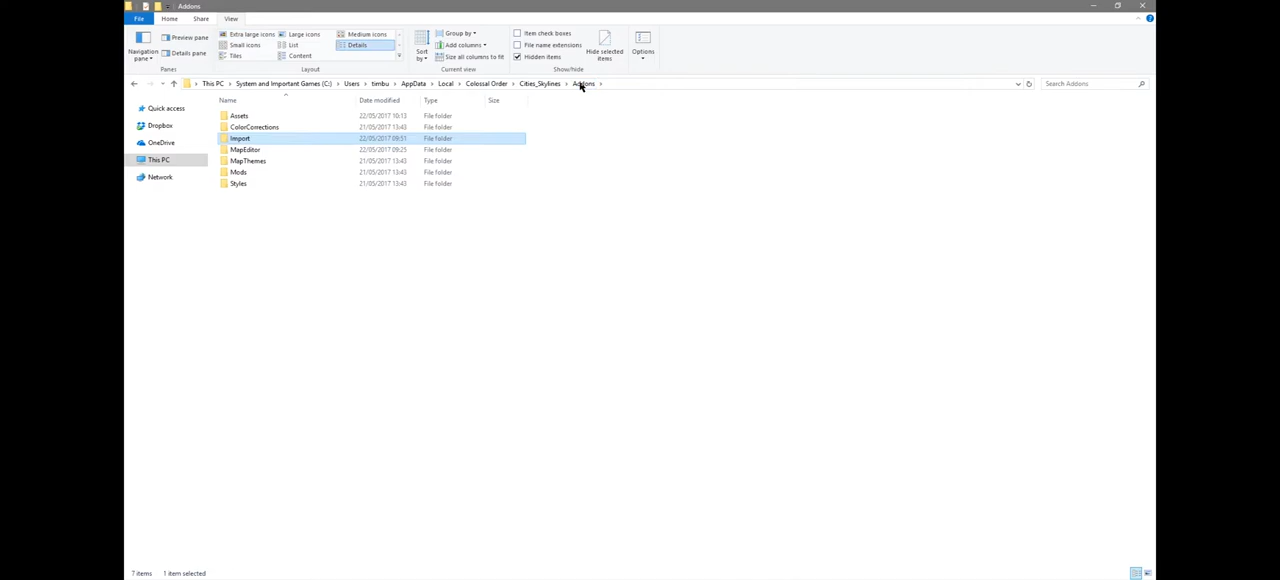 Addons
File Home Share View
Navigation pane
Preview pane
Details pane
Panes
Extra large icons Large icons Medium icons
Small icons List Details
Tiles Content
Layout
Sort by
Group by
Add columns
Size all columns to fit
Current view
Item check boxes
File name extensions
Hidden items
Hide selected items
Show/hide
Options
This PC System and Important Games (C:) Users timbu AppData Local Colossal Order Cities_Skylines Addons
Search Addons
Quick access
Dropbox
OneDrive
This PC
Network
Name Date modified Type Size
Assets 22/05/2017 10:13 File folder
ColorCorrections 21/05/2017 13:43 File folder
Import 22/05/2017 09:51 File folder
MapEditor 22/05/2017 09:25 File folder
MapThemes 21/05/2017 13:43 File folder
Mods 21/05/2017 13:43 File folder
Styles 21/05/2017 13:43 File folder
7 items 1 item selected